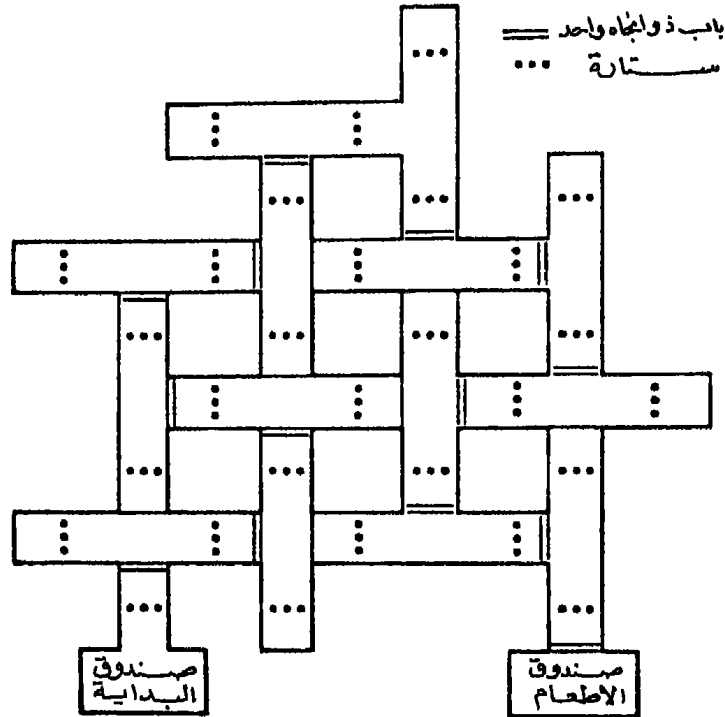 باب ذو اتجاه واحد
ستارة
صندوق
البداية
صندوق
الاطعام